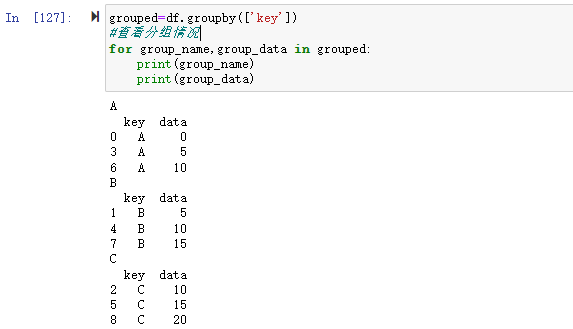 In [127]:
grouped=df.groupby(['key'])
#查看分组情况
for group_name,group_data in grouped:
    print(group_name)
    print(group_data)
A
  key  data
0   A     0
3   A     5
6   A    10
B
  key  data
1   B     5
4   B    10
7   B    15
C
  key  data
2   C    10
5   C    15
8   C    20